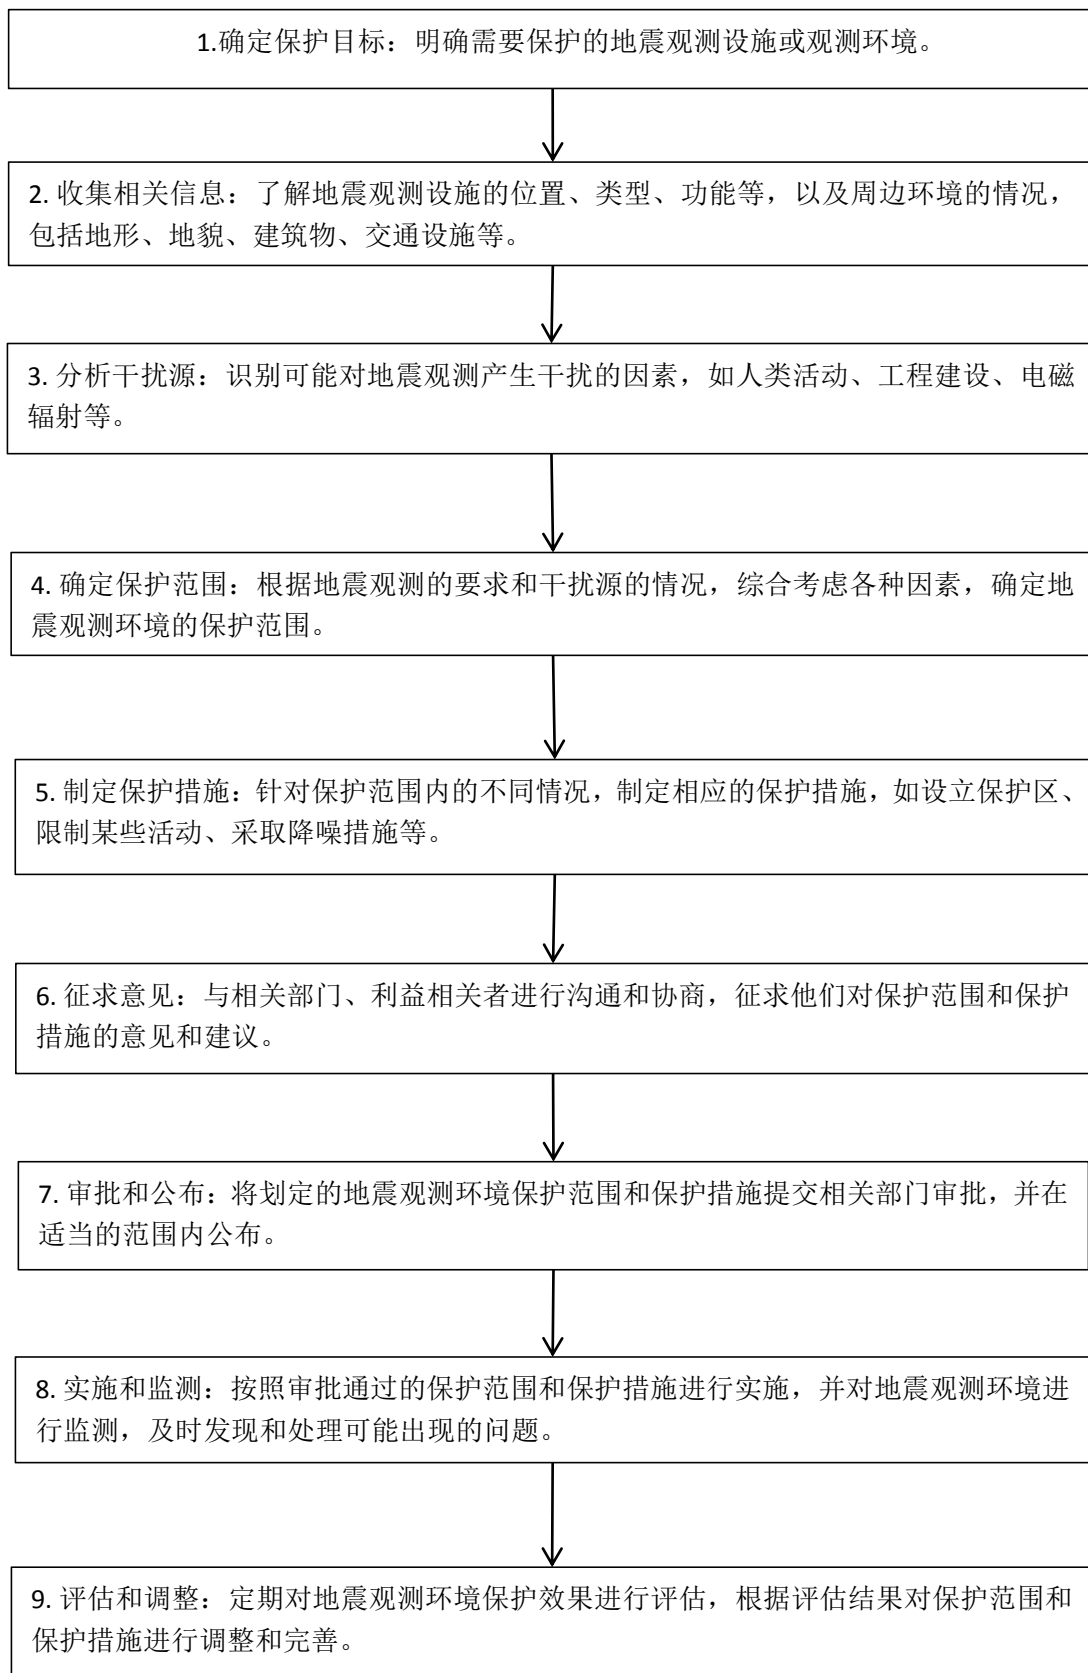 1.确定保护目标：明确需要保护的地震观测设施或观测环境。
2. 收集相关信息：了解地震观测设施的位置、类型、功能等，以及周边环境的情况，
包括地形、地貌、建筑物、交通设施等。
3. 分析干扰源：识别可能对地震观测产生干扰的因素，如人类活动、工程建设、电磁
辐射等。
4. 确定保护范围：根据地震观测的要求和干扰源的情况，综合考虑各种因素，确定地
震观测环境的保护范围。
5. 制定保护措施：针对保护范围内的不同情况，制定相应的保护措施，如设立保护区、
限制某些活动、采取降噪措施等。
6. 征求意见：与相关部门、利益相关者进行沟通和协商，征求他们对保护范围和保护
措施的意见和建议。
7. 审批和公布：将划定的地震观测环境保护范围和保护措施提交相关部门审批，并在
适当的范围内公布。
8. 实施和监测：按照审批通过的保护范围和保护措施进行实施，并对地震观测环境进
行监测，及时发现和处理可能出现的问题。
9. 评估和调整：定期对地震观测环境保护效果进行评估，根据评估结果对保护范围和
保护措施进行调整和完善。